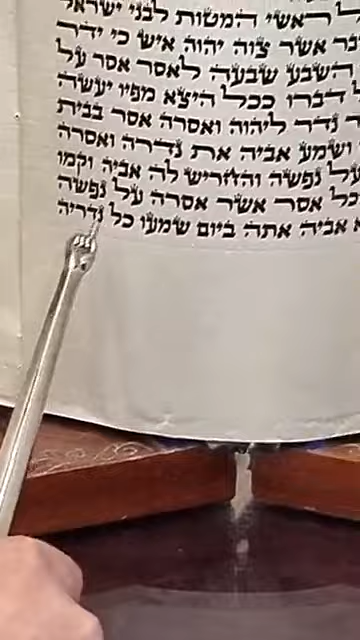 ראשי המטות לבני ישראל
אשר צוה יהוה איש כי ידר
השבע שבעה לאסר אסר על
דברו ככל היצא מפיו יעשה
נדר ליהוה ואסרה אסר בבית
ושמע אביה את נדרה ואסרה
על נפשה והחריש לה אביה וקמו
כל אסר אשר אסרה על נפשה
אביה אתה ביום שמעו כל נדריה